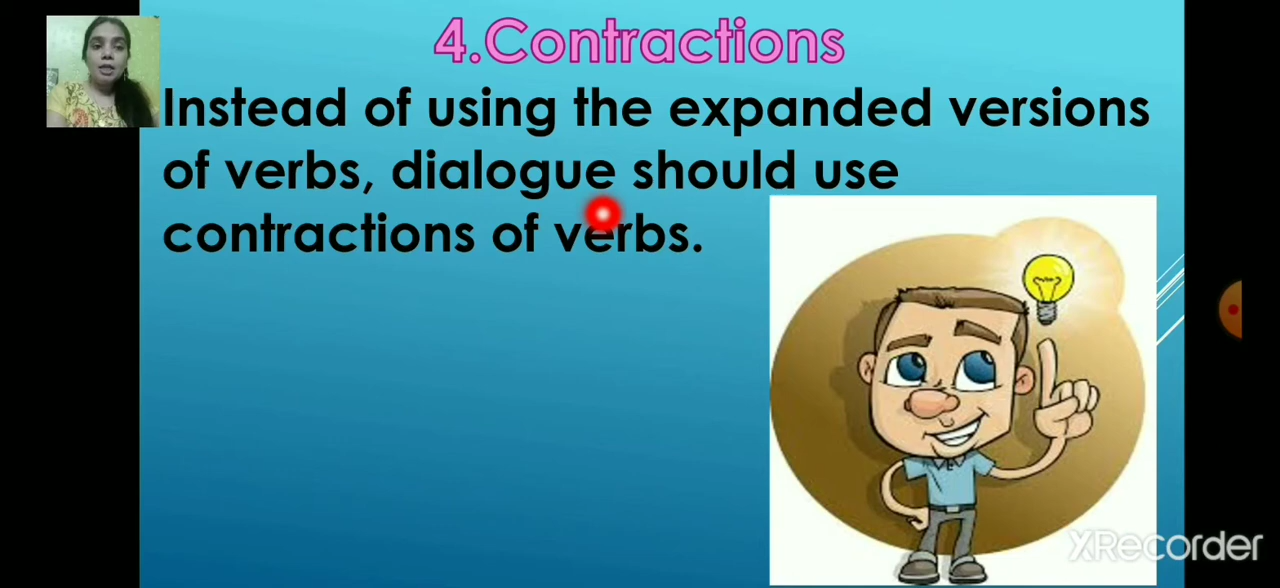 4.Contractions
Instead of using the expanded versions
of verbs, dialogue should use
contractions of verbs.
XRecorder